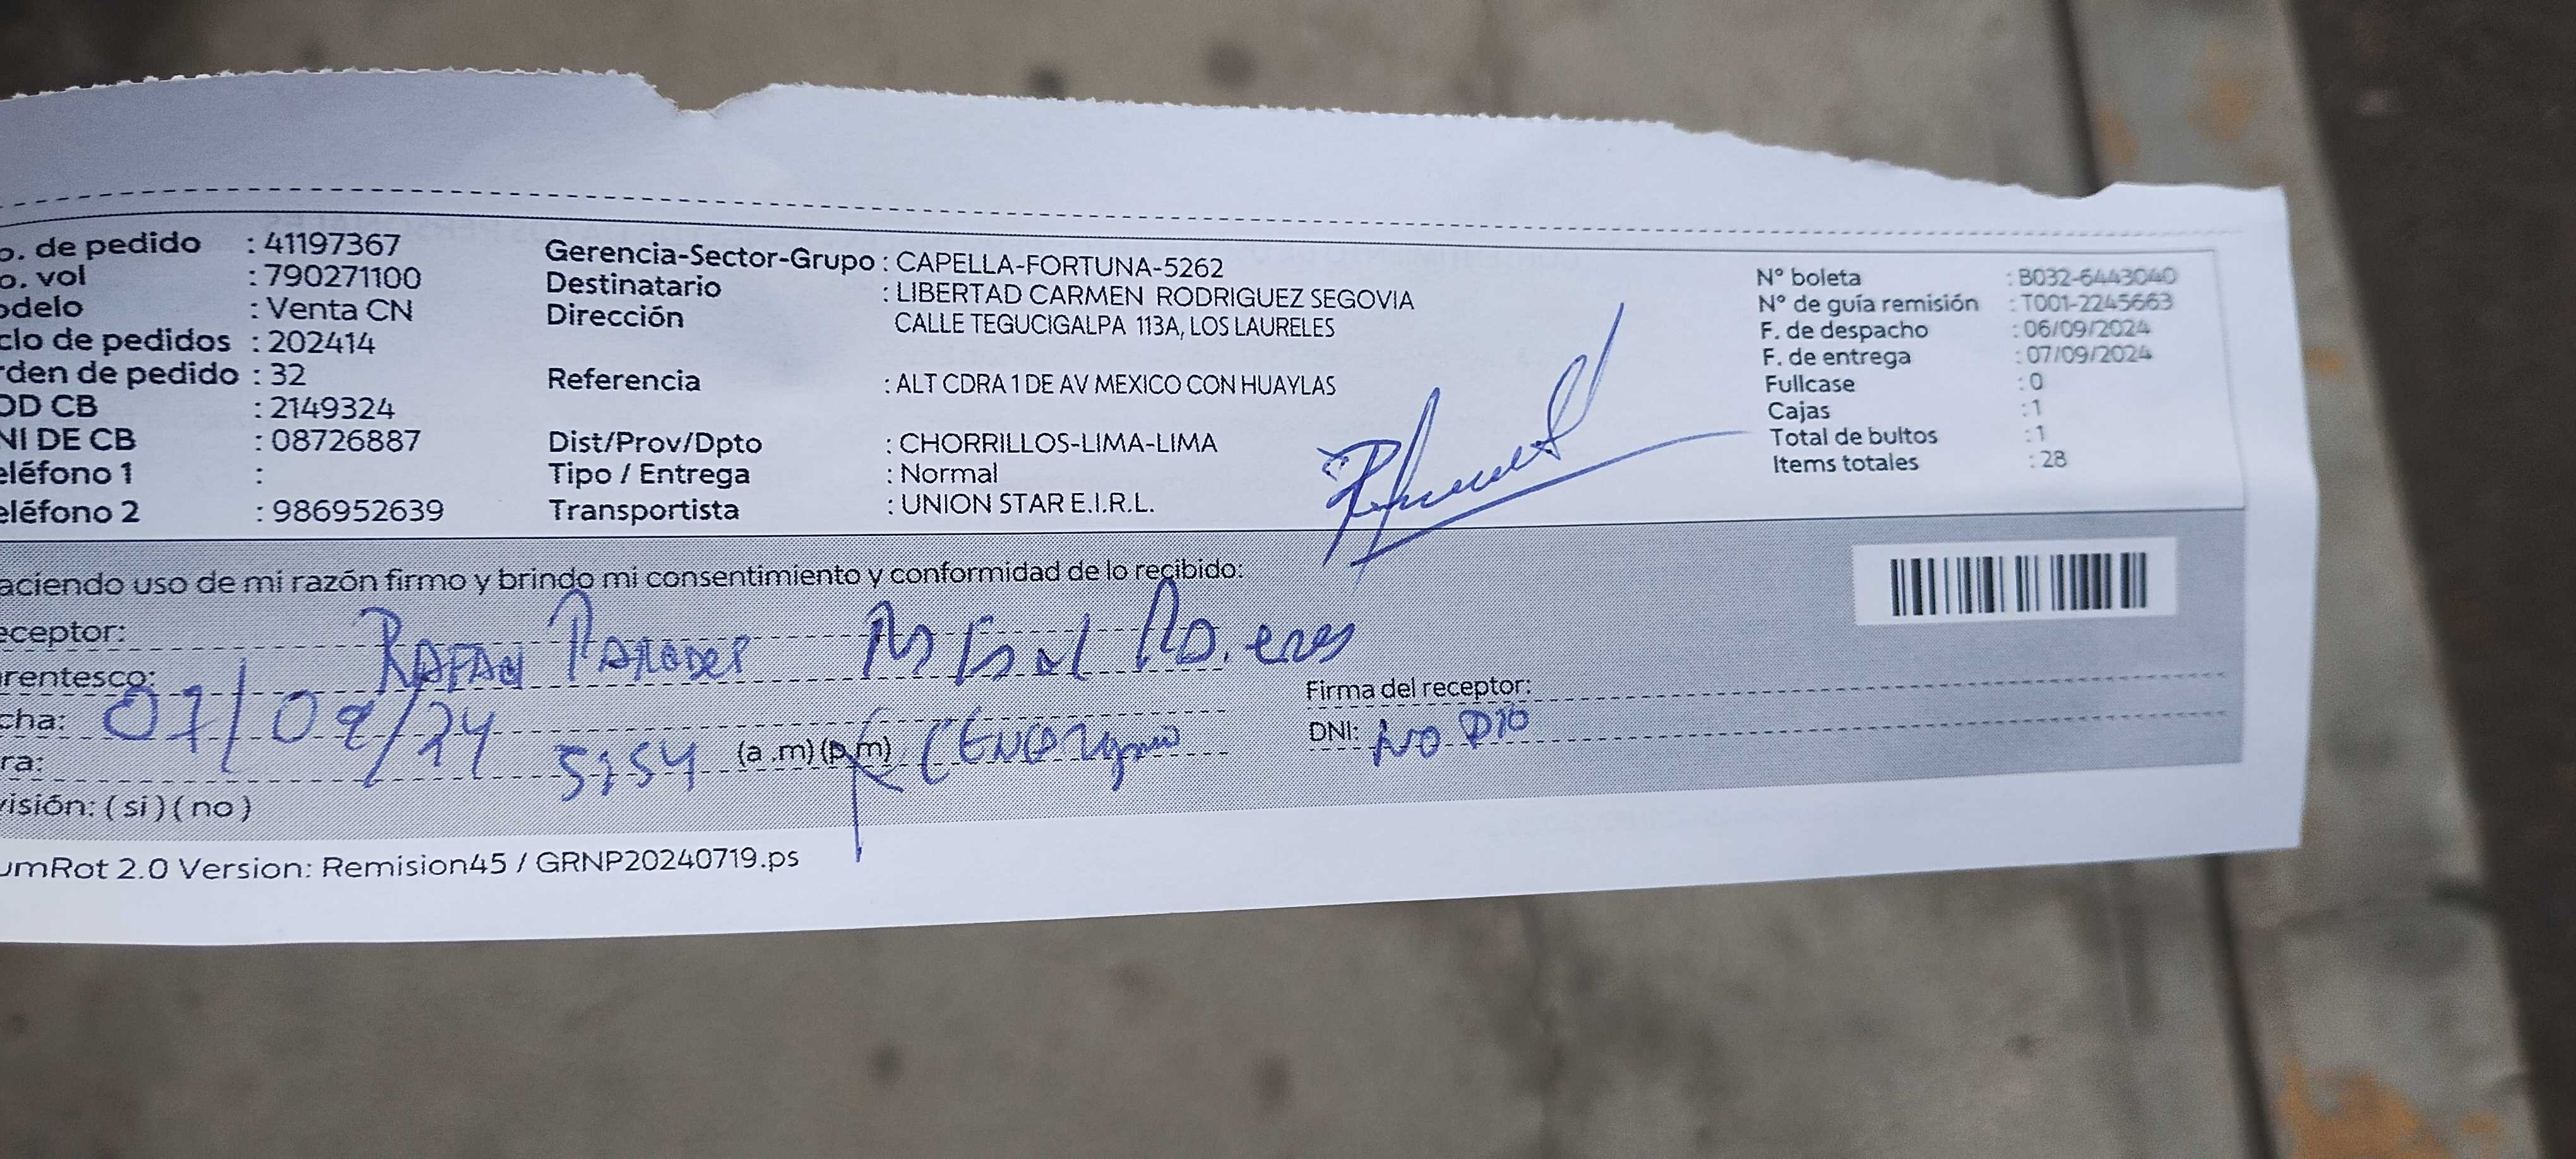 o. de pedido : 41197367
o. vol : 790271100
odelo : Venta CN
clo de pedidos : 202414
rden de pedido : 32
OD CB : 2149324
NI DE CB : 08726887
eléfono 1 :
eléfono 2 : 986952639
Gerencia-Sector-Grupo : CAPELLA-FORTUNA-5262
Destinatario : LIBERTAD CARMEN RODRIGUEZ SEGOVIA
Dirección CALLE TEGUCIGALPA 113A, LOS LAURELES
Referencia : ALT CDRA 1 DE AV MEXICO CON HUAYLAS
Dist/Prov/Dpto : CHORRILLOS-LIMA-LIMA
Tipo / Entrega : Normal
Transportista : UNION STAR E.I.R.L.
N° boleta : B032-6443040
N° de guía remisión : T001-2245663
F. de despacho : 06/09/2024
F. de entrega : 07/09/2024
Fullcase : 0
Cajas : 1
Total de bultos : 1
Items totales : 28
aciendo uso de mi razón firmo y brindo mi consentimiento y conformidad de lo recibido:
eceptor:
rentesco:
Firma del receptor:
cha: 07/09/24
DNI: NO DIO
ra: 5:54 (a .m) (p.m)
visión: ( si ) ( no )
umRot 2.0 Version: Remision45 / GRNP20240719.ps